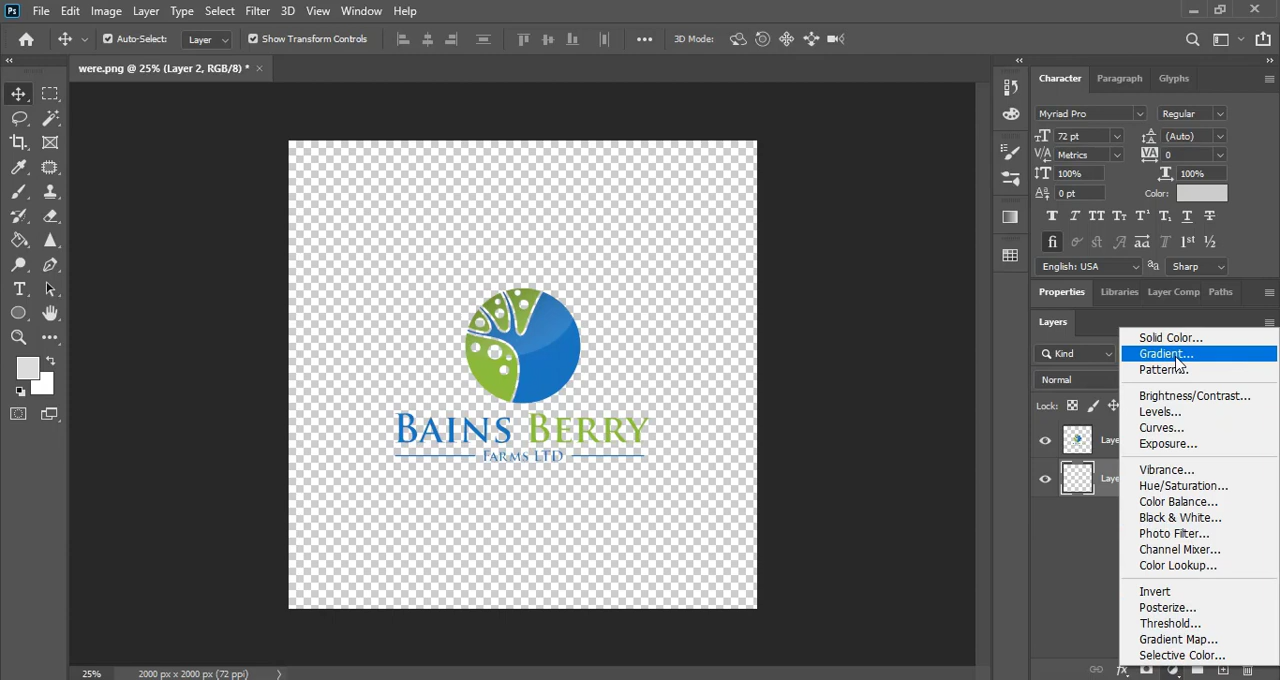 Ps File Edit Image Layer Type Select Filter 3D View Window Help
Auto-Select: Layer Show Transform Controls 3D Mode:
were.png @ 25% (Layer 2, RGB/8) *
Character Paragraph Glyphs
Myriad Pro Regular
72 pt (Auto)
Metrics 0
100% 100%
0 pt Color:
English: USA Sharp
Properties Libraries Layer Comp Paths
Layers
Kind
Normal
Lock:
Laye
Laye
Solid Color...
Gradient...
Pattern...
Brightness/Contrast...
Levels...
Curves...
Exposure...
Vibrance...
Hue/Saturation...
Color Balance...
Black & White...
Photo Filter...
Channel Mixer...
Color Lookup...
Invert
Posterize...
Threshold...
Gradient Map...
Selective Color...
BAINS BERRY
FARMS LTD
25% 2000 px x 2000 px (72 ppi)